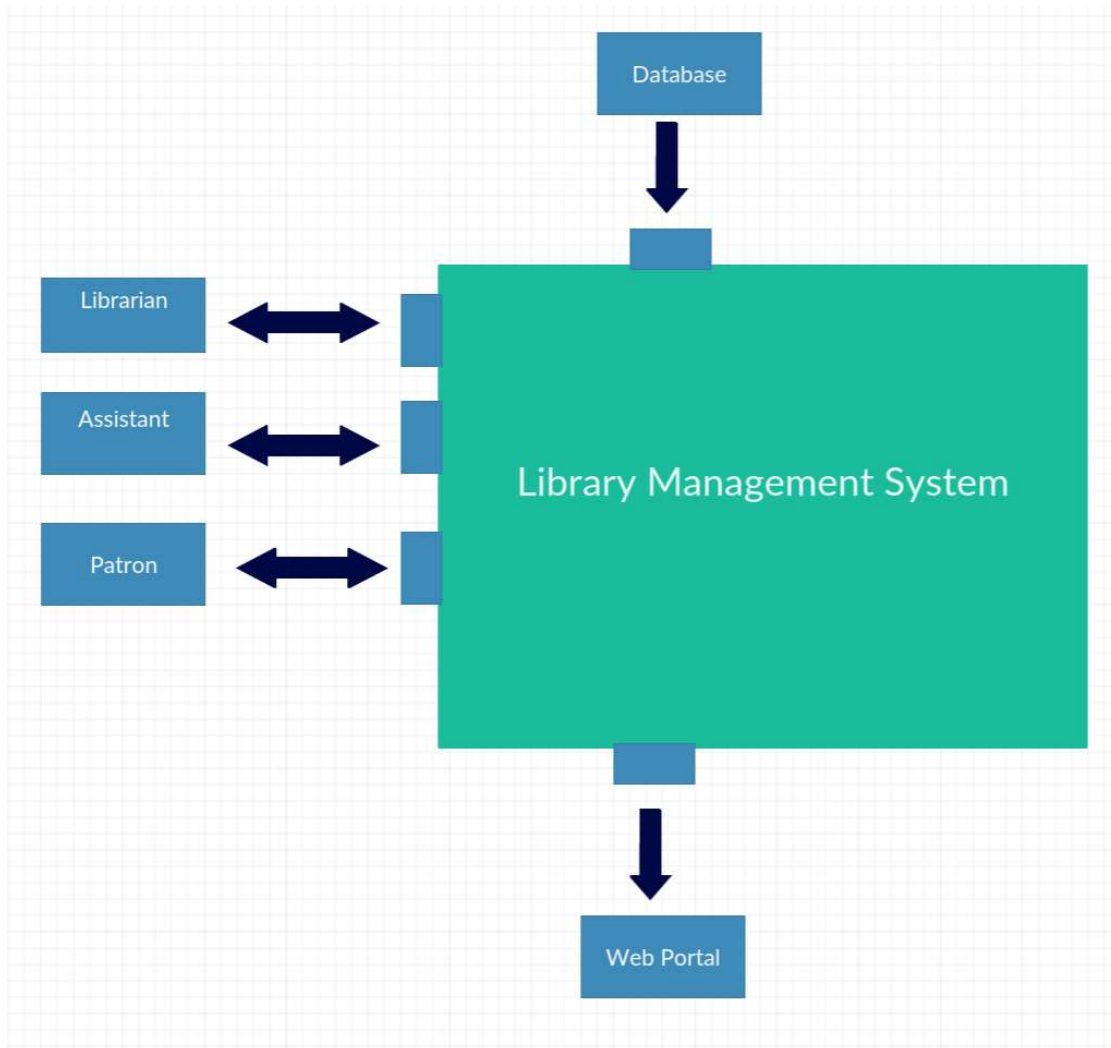 Database
Librarian
Assistant
Library Management System
Patron
Web Portal